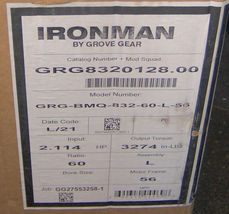 IRONMAN
BY GROVE GEAR
Catalog Number + Mod Squad
GRG8320128.00
Model Number:
GRG-BMQ-832-60-L-56
Date Code:
L/21
Input: Output Torque:
2.114 HP 3274 in-LBS
Ratio: Assembly:
60 L
Bore Size: Motor Frame
56
Job: GG27553258-1